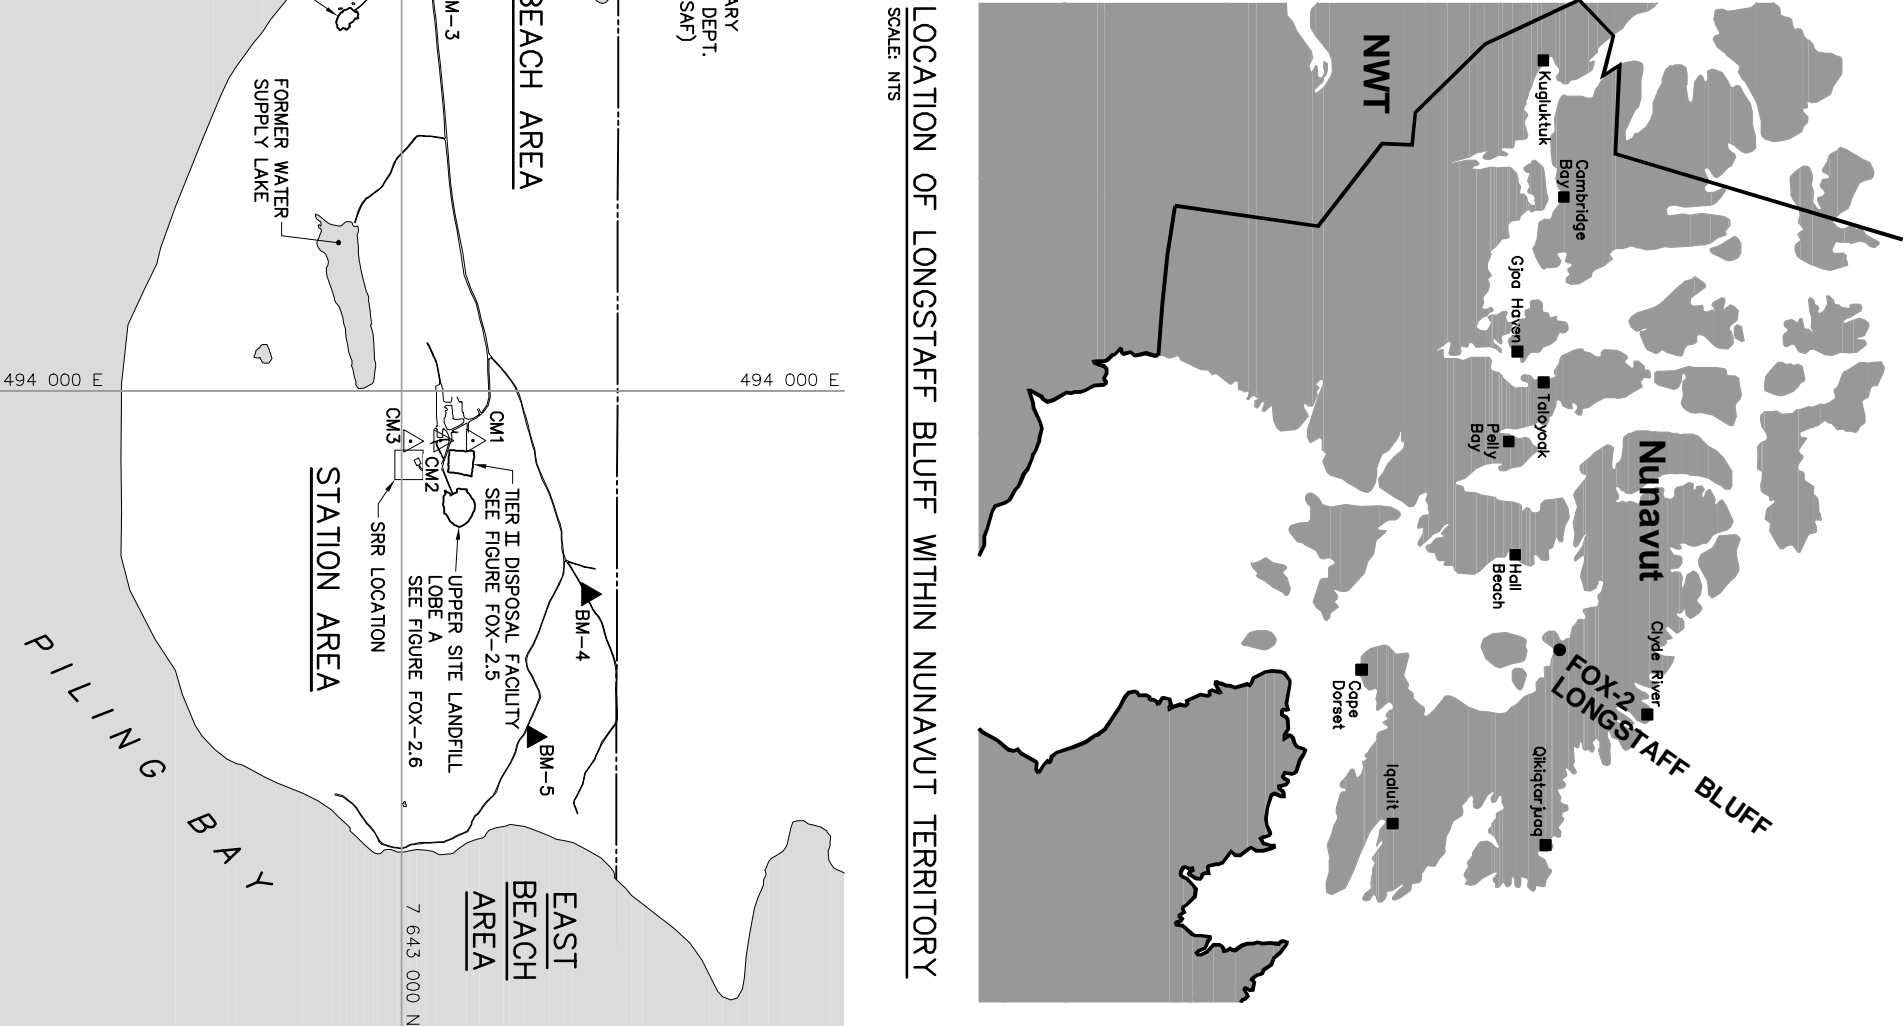 LOCATION OF LONGSTAFF BLUFF WITHIN NUNAVUT TERRITORY
SCALE: NTS
NWT
Nunavut
Kugluktuk
Cambridge
Bay
Gjoa Haven
Taloyoak
Pelly
Bay
Hall
Beach
Clyde River
FOX-2
LONGSTAFF BLUFF
Cape
Dorset
Iqaluit
Qikiqtarjuaq
ARY
DEPT.
SAF)
BEACH AREA
M-3
FORMER WATER
SUPPLY LAKE
494 000 E
494 000 E
CM1
CM2
CM3
TIER II DISPOSAL FACILITY
SEE FIGURE FOX-2.5
UPPER SITE LANDFILL
LOBE A
SEE FIGURE FOX-2.6
SRR LOCATION
STATION AREA
BM-4
BM-5
EAST
BEACH
AREA
7 643 000 N
PILING BAY